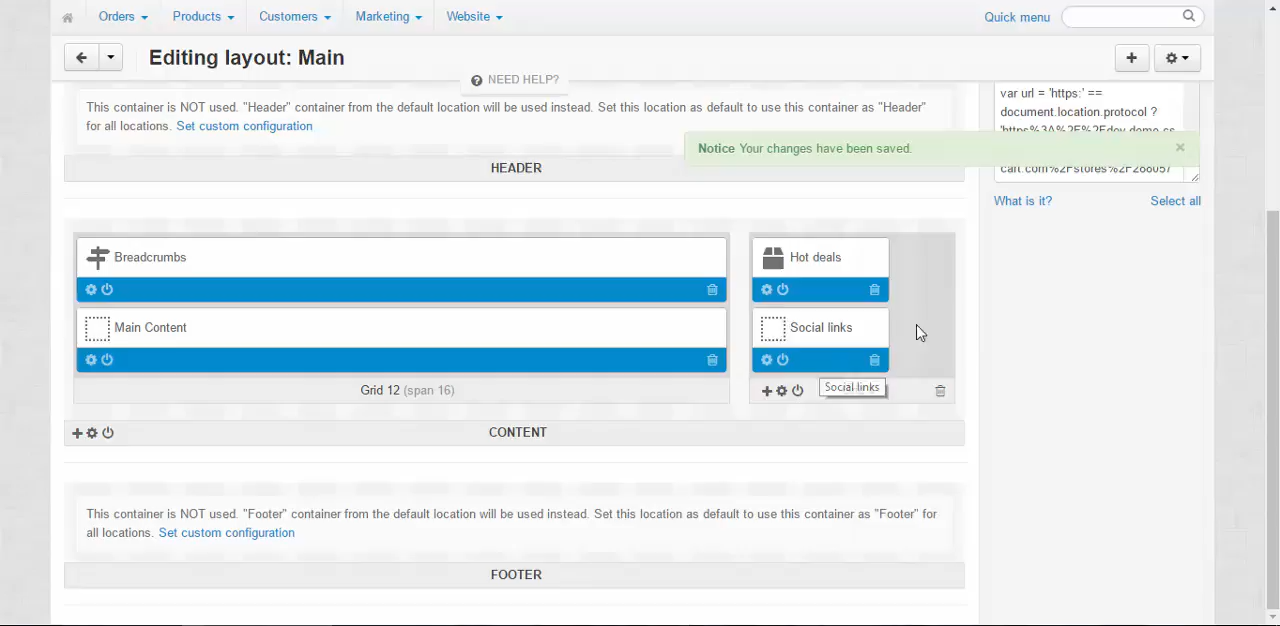 Orders
Products
Customers
Marketing
Website
Quick menu
Editing layout: Main
NEED HELP?
This container is NOT used. "Header" container from the default location will be used instead. Set this location as default to use this container as "Header"
for all locations. Set custom configuration
var url = 'https:' ==
document.location.protocol ?
Notice Your changes have been saved.
×
HEADER
cart.com%2Fstores%2F268057
What is it?
Select all
Breadcrumbs
Hot deals
Main Content
Social links
Grid 12 (span 16)
Social links
CONTENT
This container is NOT used. "Footer" container from the default location will be used instead. Set this location as default to use this container as "Footer"
for all locations. Set custom configuration
FOOTER